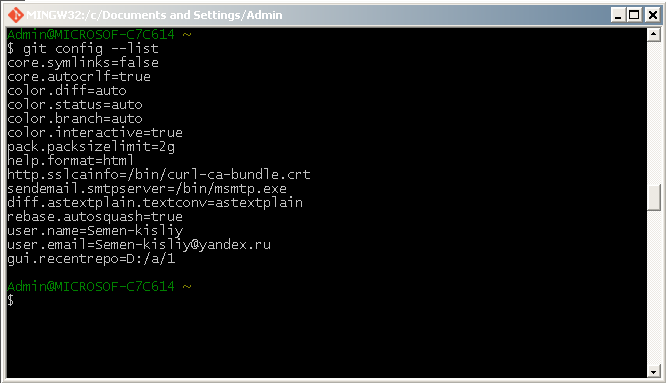 MINGW32:/c/Documents and Settings/Admin
Admin@MICROSOF-C7C614 ~
$ git config --list
core.symlinks=false
core.autocrlf=true
color.diff=auto
color.status=auto
color.branch=auto
color.interactive=true
pack.packsizelimit=2g
help.format=html
http.sslcainfo=/bin/curl-ca-bundle.crt
sendemail.smtpserver=/bin/msmtp.exe
diff.astextplain.textconv=astextplain
rebase.autosquash=true
user.name=Semen-kisliy
user.email=Semen-kisliy@yandex.ru
gui.recentrepo=D:/a/1
Admin@MICROSOF-C7C614 ~
$